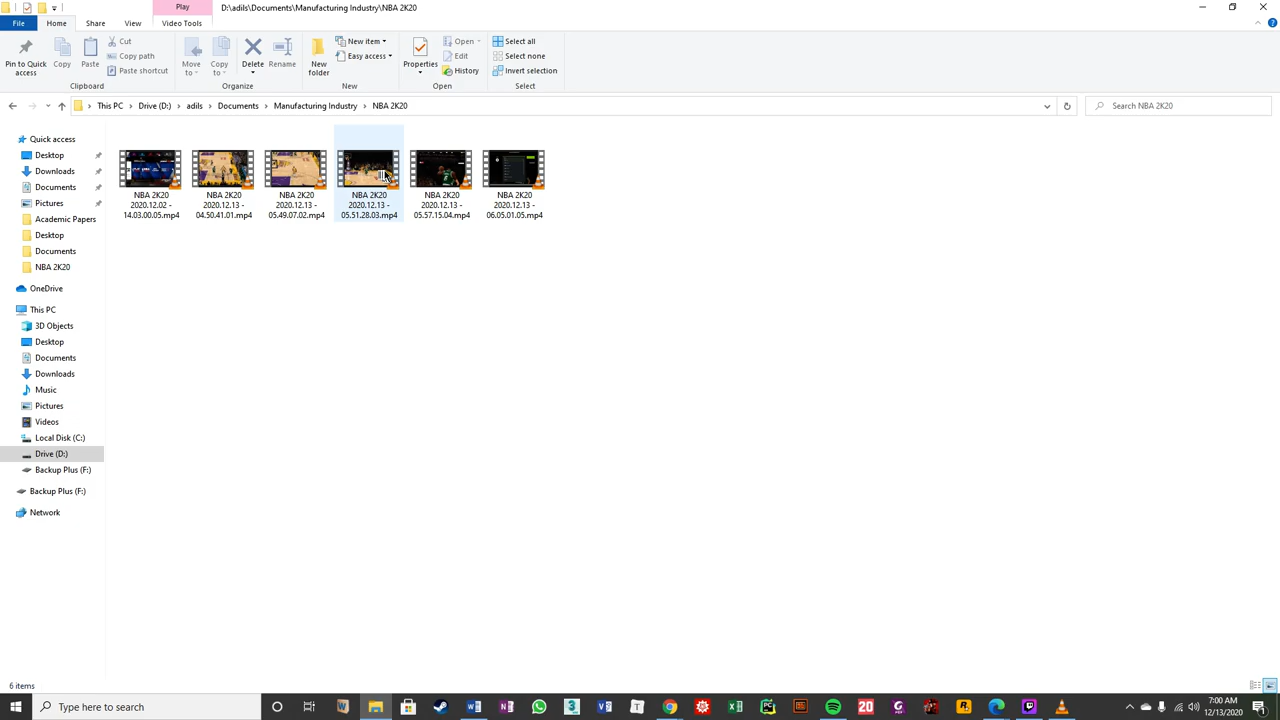 Play
D:\adils\Documents\Manufacturing Industry\NBA 2K20
File
Home
Share
View
Video Tools
Pin to Quick access
Copy
Paste
Cut
Copy path
Paste shortcut
Clipboard
Move to
Copy to
Delete
Rename
Organize
New folder
New item
Easy access
New
Properties
Open
Edit
History
Open
Select all
Select none
Invert selection
Select
This PC > Drive (D:) > adils > Documents > Manufacturing Industry > NBA 2K20
Search NBA 2K20
Quick access
Desktop
Downloads
Documents
Pictures
Academic Papers
Desktop
Documents
NBA 2K20
OneDrive
This PC
3D Objects
Desktop
Documents
Downloads
Music
Pictures
Videos
Local Disk (C:)
Drive (D:)
Backup Plus (F:)
Backup Plus (F:)
Network
NBA 2K20
2020.12.02 -
14.03.00.05.mp4
NBA 2K20
2020.12.13 -
04.50.41.01.mp4
NBA 2K20
2020.12.13 -
05.49.07.02.mp4
NBA 2K20
2020.12.13 -
05.51.28.03.mp4
NBA 2K20
2020.12.13 -
05.57.15.04.mp4
NBA 2K20
2020.12.13 -
06.05.01.05.mp4
6 items
Type here to search
20
7:00 AM
12/13/2020